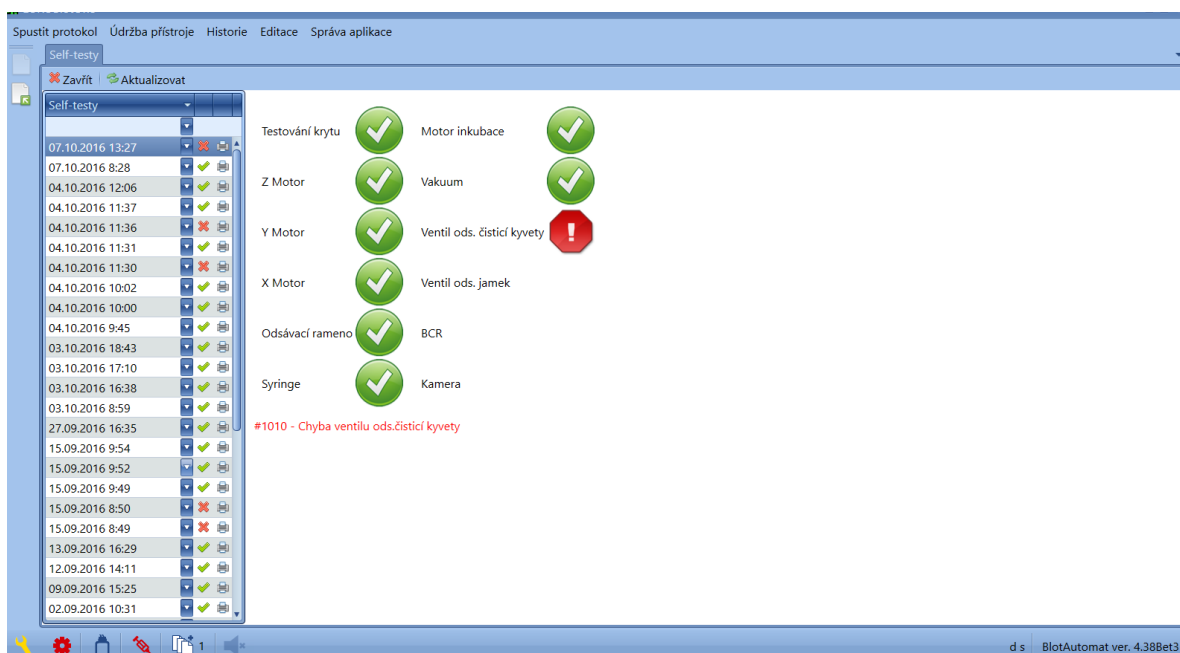 Spustit protokol Údržba přístroje Historie Editace Správa aplikace
Self-testy
Zavřít Aktualizovat
Self-testy
07.10.2016 13:27
07.10.2016 8:28
04.10.2016 12:06
04.10.2016 11:37
04.10.2016 11:36
04.10.2016 11:31
04.10.2016 11:30
04.10.2016 10:02
04.10.2016 10:00
04.10.2016 9:45
03.10.2016 18:43
03.10.2016 17:10
03.10.2016 16:38
03.10.2016 8:59
27.09.2016 16:35
15.09.2016 9:54
15.09.2016 9:52
15.09.2016 9:49
15.09.2016 8:50
15.09.2016 8:49
13.09.2016 16:29
12.09.2016 14:11
09.09.2016 15:25
02.09.2016 10:31
Testování krytu Motor inkubace
Z Motor Vakuum
Y Motor Ventil ods. čisticí kyvety
X Motor Ventil ods. jamek
Odsávací rameno BCR
Syringe Kamera
#1010 - Chyba ventilu ods.čisticí kyvety
1
d s BlotAutomat ver. 4.38Bet3